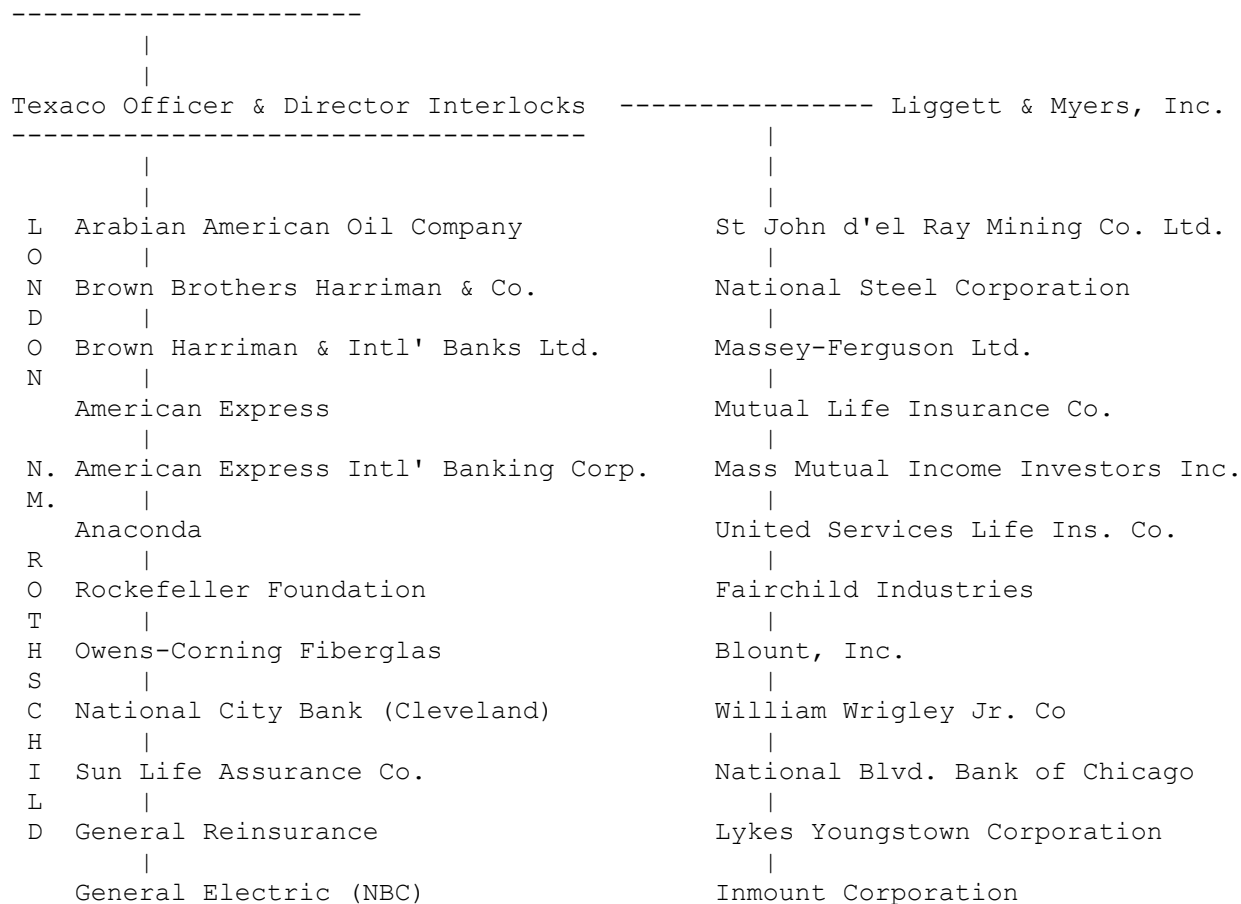 -----------------------
|
|
Texaco Officer & Director Interlocks ---------------- Liggett & Myers, Inc.
------------------------------------ |
| |
| |
L Arabian American Oil Company St John d'el Ray Mining Co. Ltd.
O | |
N Brown Brothers Harriman & Co. National Steel Corporation
D | |
O Brown Harriman & Intl' Banks Ltd. Massey-Ferguson Ltd.
N | |
American Express Mutual Life Insurance Co.
| |
N. American Express Intl' Banking Corp. Mass Mutual Income Investors Inc.
M. | |
Anaconda United Services Life Ins. Co.
R | |
O Rockefeller Foundation Fairchild Industries
T | |
H Owens-Corning Fiberglas Blount, Inc.
S | |
C National City Bank (Cleveland) William Wrigley Jr. Co
H | |
I Sun Life Assurance Co. National Blvd. Bank of Chicago
L | |
D General Reinsurance Lykes Youngstown Corporation
| |
General Electric (NBC) Inmount Corporation